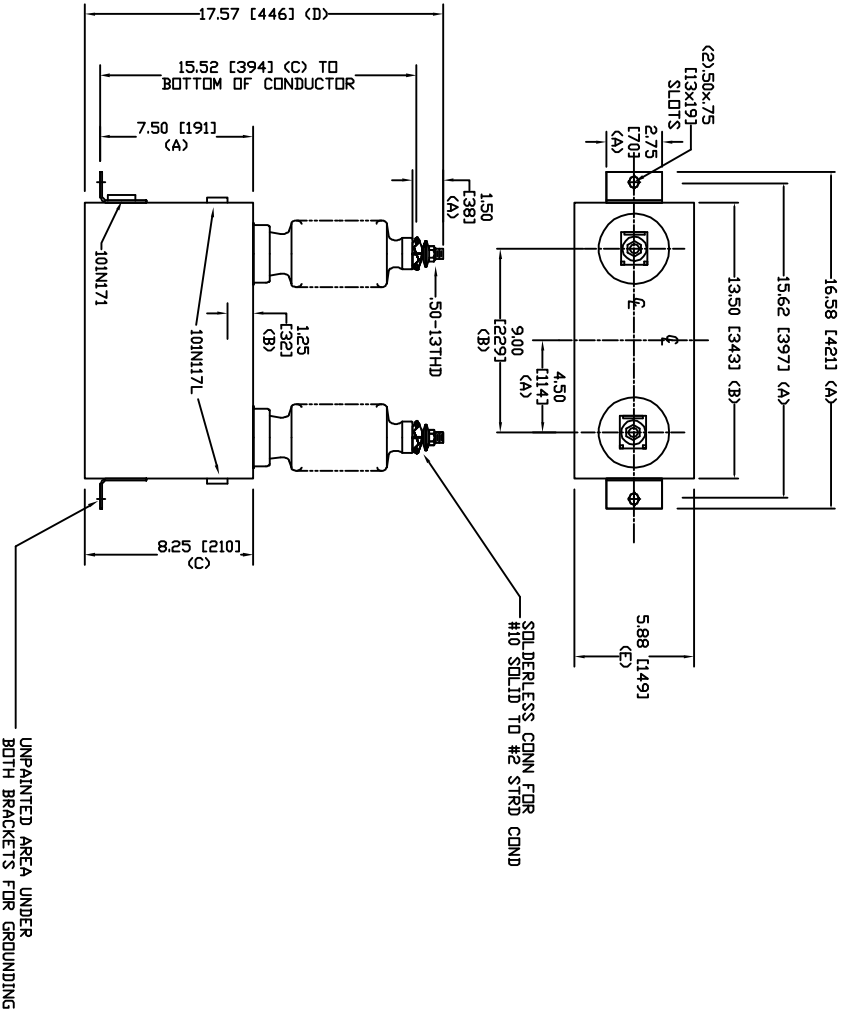 17.57 [446] (D)
15.52 [394] (C) TO
BOTTOM OF CONDUCTOR
7.50 [191]
(A)
1.50
[38]
(A)
.50-13THD
101N171
101N117L
1.25
[32]
(B)
8.25 [210]
(C)
(2).50x.75
[13x19]
SLOTS
2.75
[70]
(A)
16.58 [421] (A)
15.62 [397] (A)
13.50 [343] (B)
CL
CL
9.00
[229]
(B)
4.50
[114]
(A)
5.88 [149]
(E)
SOLDERLESS CONN FOR
#10 SOLID TO #2 STRD COND
UNPAINTED AREA UNDER
BOTH BRACKETS FOR GROUNDING